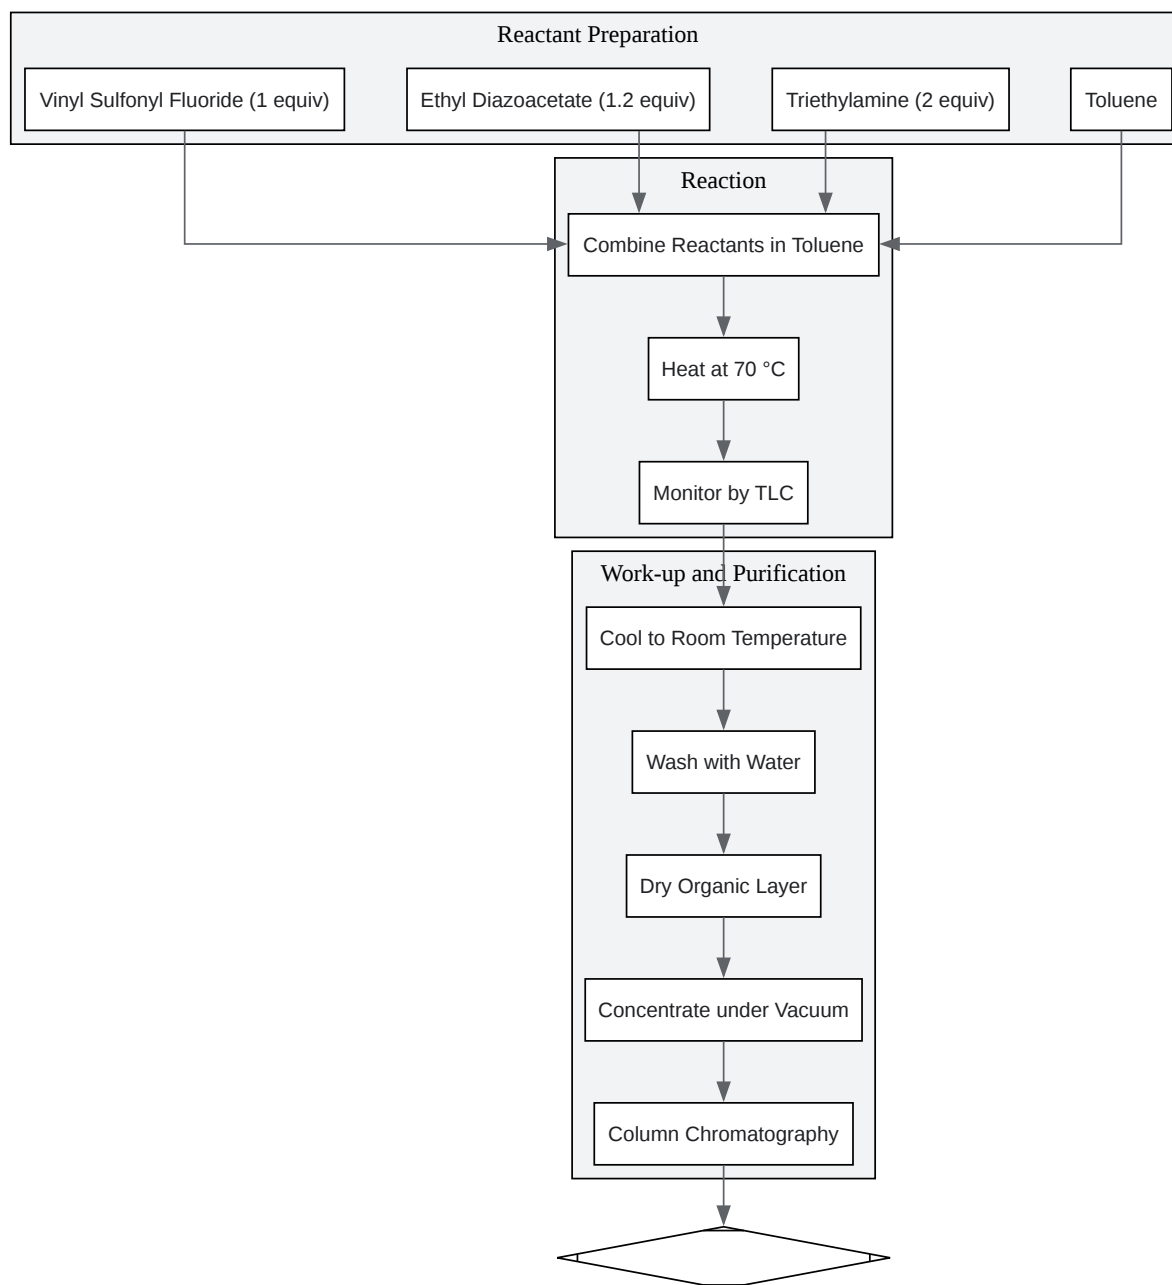 Reactant Preparation
Vinyl Sulfonyl Fluoride (1 equiv)
Ethyl Diazoacetate (1.2 equiv)
Triethylamine (2 equiv)
Toluene
Reaction
Combine Reactants in Toluene
Heat at 70 °C
Monitor by TLC
Work-up and Purification
Cool to Room Temperature
Wash with Water
Dry Organic Layer
Concentrate under Vacuum
Column Chromatography